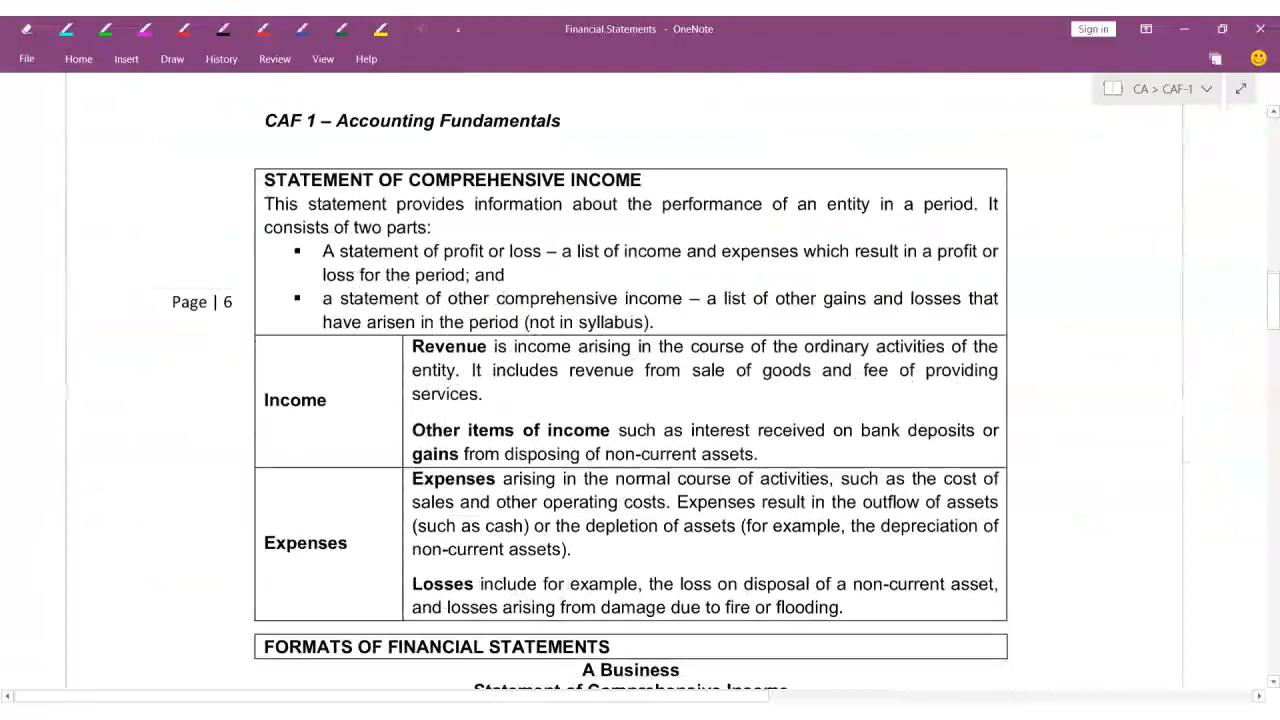 Financial Statements - OneNote
Sign in
File Home Insert Draw History Review View Help
CA > CAF-1
CAF 1 – Accounting Fundamentals
STATEMENT OF COMPREHENSIVE INCOME
This statement provides information about the performance of an entity in a period. It
consists of two parts:
▪ A statement of profit or loss – a list of income and expenses which result in a profit or
loss for the period; and
▪ a statement of other comprehensive income – a list of other gains and losses that
have arisen in the period (not in syllabus).
Page | 6
Income
Revenue is income arising in the course of the ordinary activities of the
entity. It includes revenue from sale of goods and fee of providing
services.
Other items of income such as interest received on bank deposits or
gains from disposing of non-current assets.
Expenses
Expenses arising in the normal course of activities, such as the cost of
sales and other operating costs. Expenses result in the outflow of assets
(such as cash) or the depletion of assets (for example, the depreciation of
non-current assets).
Losses include for example, the loss on disposal of a non-current asset,
and losses arising from damage due to fire or flooding.
FORMATS OF FINANCIAL STATEMENTS
A Business
Statement of Comprehensive Income